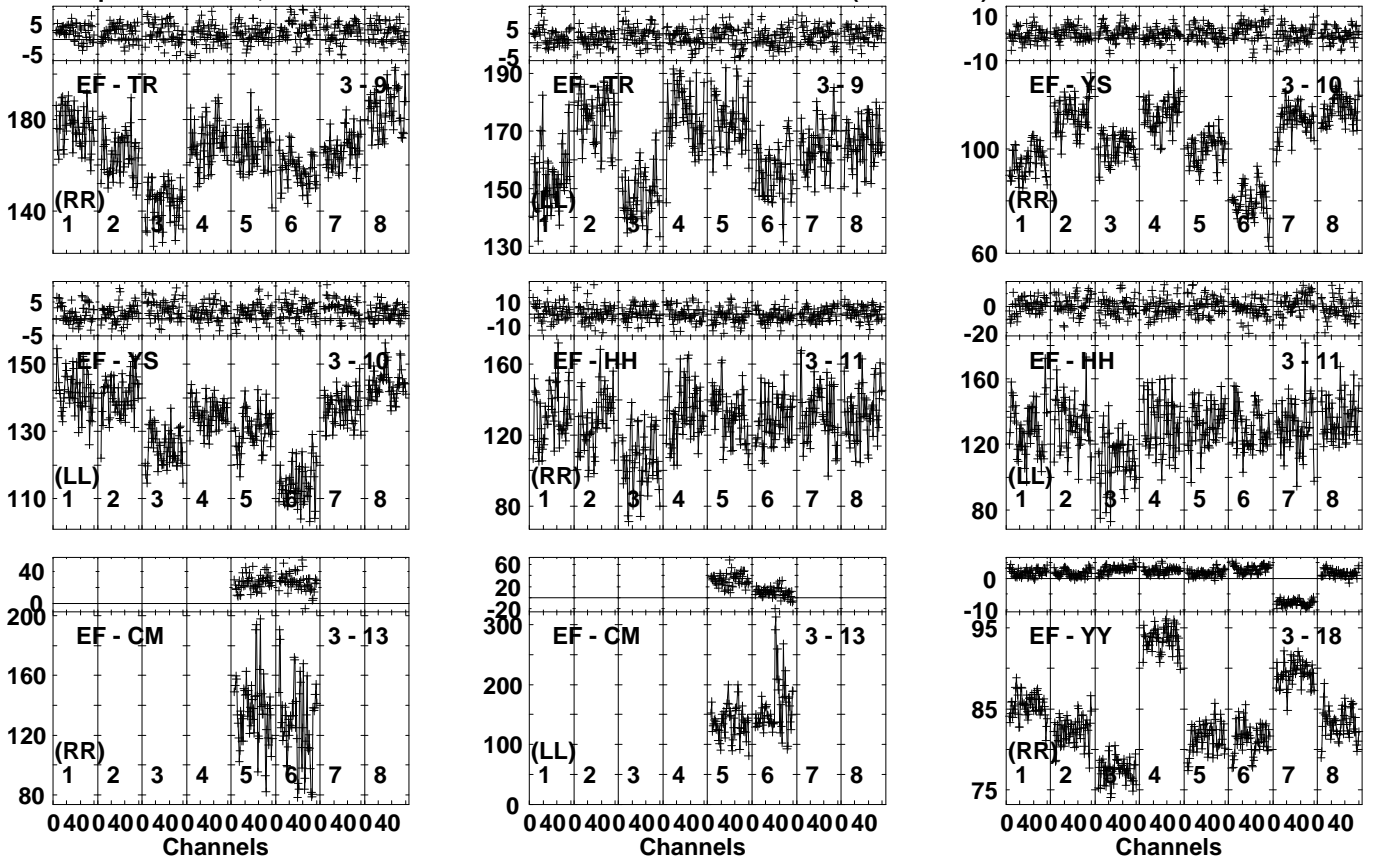 5
-5
EF - TR 3 - 9
180
140
(RR)
1 2 3 4 5 6 7 8
5
-5
190
EF - TR 3 - 9
170
150
(LL)
130
1 2 3 4 5 6 7 8
10
-10
EF - YS 3 - 10
100
(RR)
60
1 2 3 4 5 6 7 8
5
-5
150
EF - YS 3 - 10
130
(LL)
110
1 2 3 4 5 6 7 8
10
-10
160
EF - HH 3 - 11
120
(RR)
80
1 2 3 4 5 6 7 8
0
-20
160
EF - HH 3 - 11
120
(LL)
80
1 2 3 4 5 6 7 8
40
0
200
EF - CM 3 - 13
160
120
(RR)
80
1 2 3 4 5 6 7 8
0 40 0 40 0 40 0 40 0 40 0 40 0 40 0 40
Channels
60
20
-20
300
EF - CM 3 - 13
200
100
(LL)
0
1 2 3 4 5 6 7 8
0 40 0 40 0 40 0 40 0 40 0 40 0 40 0 40
Channels
0
-10
95
EF - YY 3 - 18
85
(RR)
75
1 2 3 4 5 6 7 8
0 40 0 40 0 40 0 40 0 40 0 40 0 40 0 40
Channels